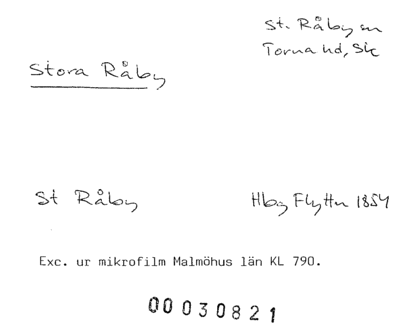 St. Råby sn
Torna hd, Sk
Stora Råby
St Råby Hbg Flyttn 1854
Exc. ur mikrofilm Malmöhus län KL 790.
00030821